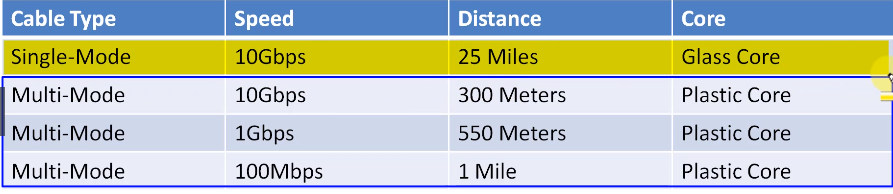 Cable Type Speed Distance Core
Single-Mode 10Gbps 25 Miles Glass Core
Multi-Mode 10Gbps 300 Meters Plastic Core
Multi-Mode 1Gbps 550 Meters Plastic Core
Multi-Mode 100Mbps 1 Mile Plastic Core